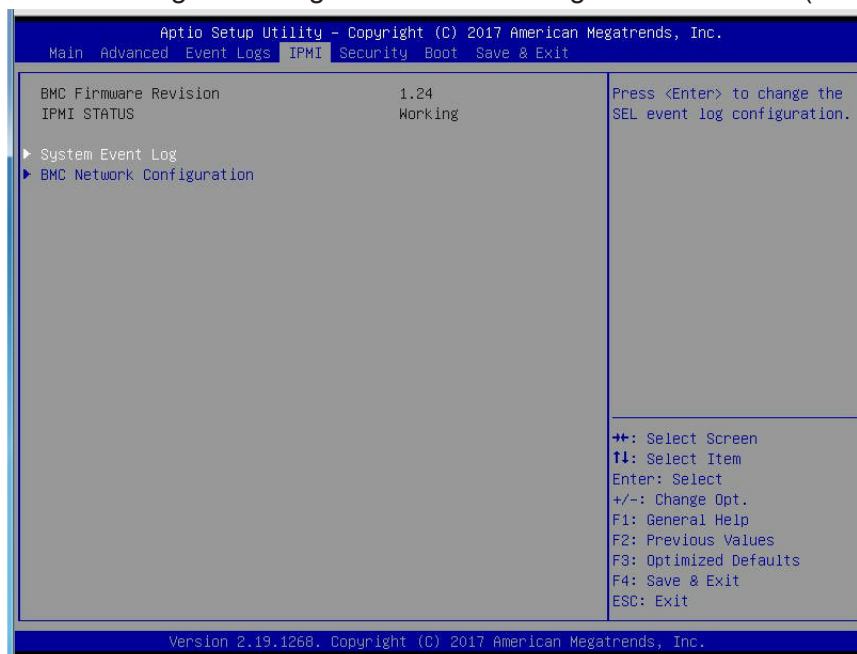 Aptio Setup Utility – Copyright (C) 2017 American Megatrends, Inc.
Main Advanced Event Logs IPMI Security Boot Save & Exit
BMC Firmware Revision 1.24
IPMI STATUS Working
▶ System Event Log
▶ BMC Network Configuration
Press <Enter> to change the
SEL event log configuration.
→←: Select Screen
↑↓: Select Item
Enter: Select
+/-: Change Opt.
F1: General Help
F2: Previous Values
F3: Optimized Defaults
F4: Save & Exit
ESC: Exit
Version 2.19.1268. Copyright (C) 2017 American Megatrends, Inc.